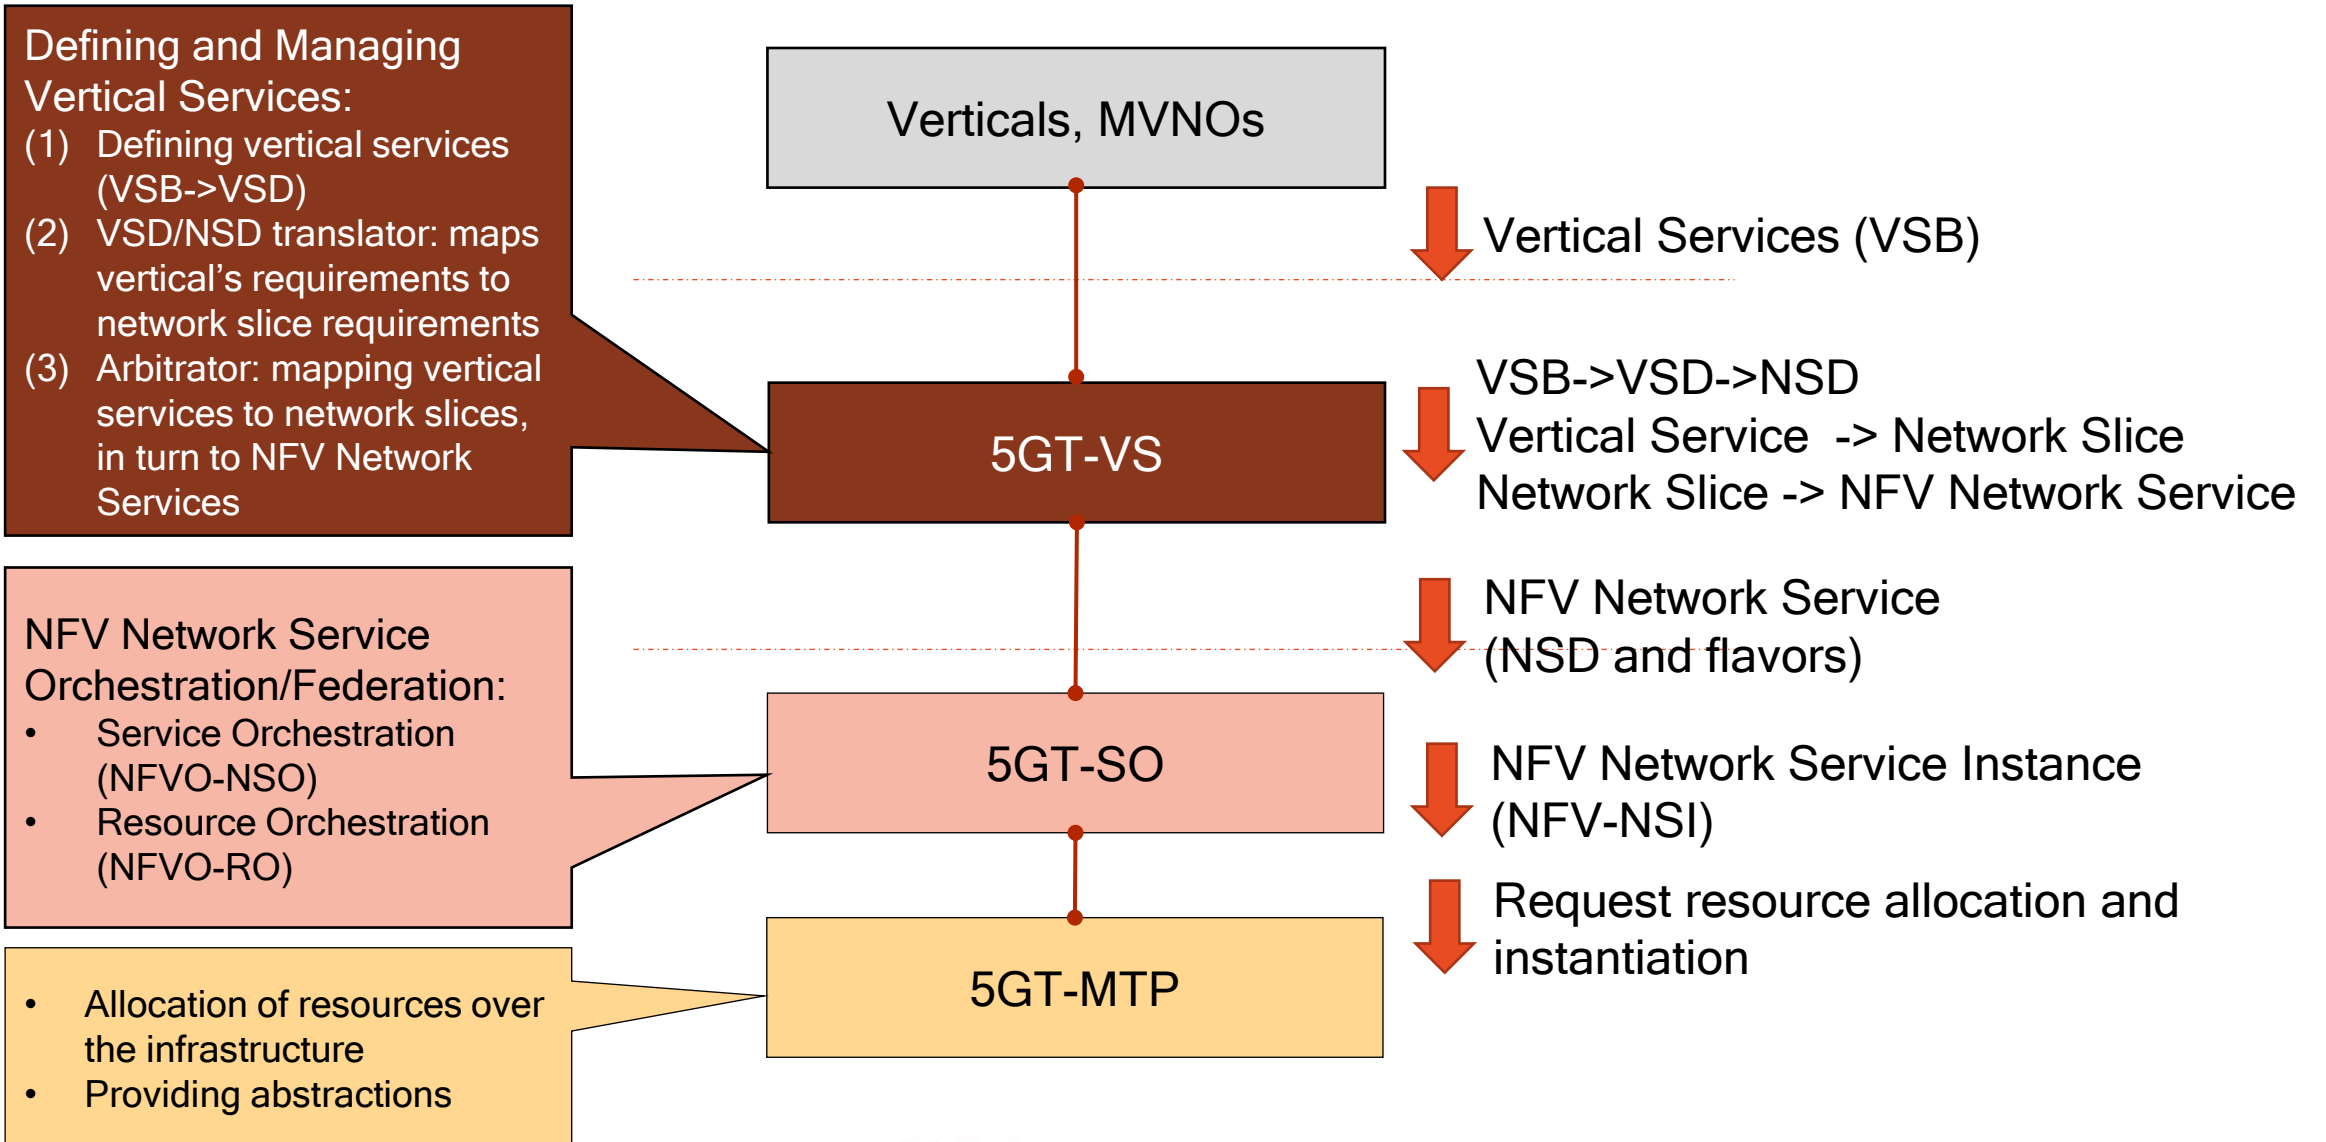 Defining and Managing
Vertical Services:
(1) Defining vertical services
(VSB->VSD)
(2) VSD/NSD translator: maps
vertical’s requirements to
network slice requirements
(3) Arbitrator: mapping vertical
services to network slices,
in turn to NFV Network
Services
NFV Network Service
Orchestration/Federation:
• Service Orchestration
(NFVO-NSO)
• Resource Orchestration
(NFVO-RO)
• Allocation of resources over
the infrastructure
• Providing abstractions
Verticals, MVNOs
5GT-VS
5GT-SO
5GT-MTP
Vertical Services (VSB)
VSB->VSD->NSD
Vertical Service -> Network Slice
Network Slice -> NFV Network Service
NFV Network Service
(NSD and flavors)
NFV Network Service Instance
(NFV-NSI)
Request resource allocation and
instantiation